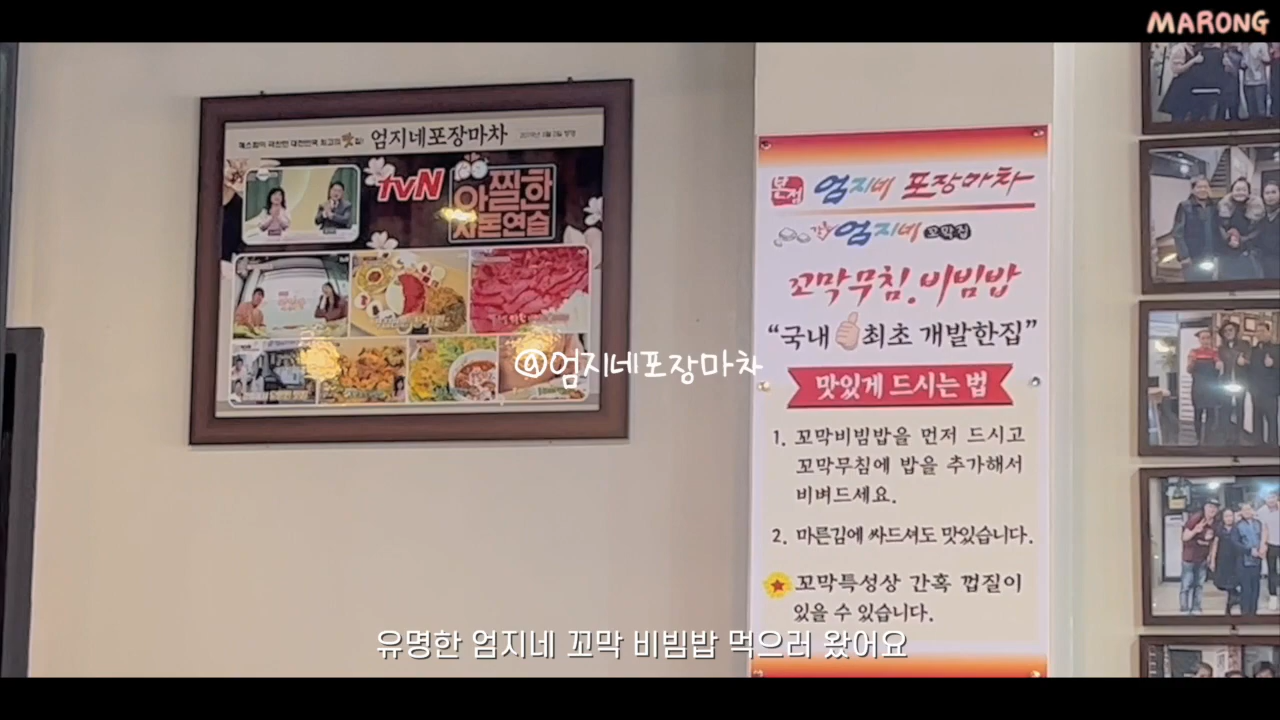 MARONG
엄지네포장마차
tvN
아찔한
사돈연습
본점 엄지네 포장마차
엄지네 꼬막집
꼬막무침.비빔밥
“국내 최초 개발한집”
맛있게 드시는 법
1. 꼬막비빔밥을 먼저 드시고
꼬막무침에 밥을 추가해서
비벼드세요.
2. 마른김에 싸드셔도 맛있습니다.
꼬막특성상 간혹 껍질이
있을 수 있습니다.
@엄지네포장마차
유명한 엄지네 꼬막 비빔밥 먹으러 왔어요